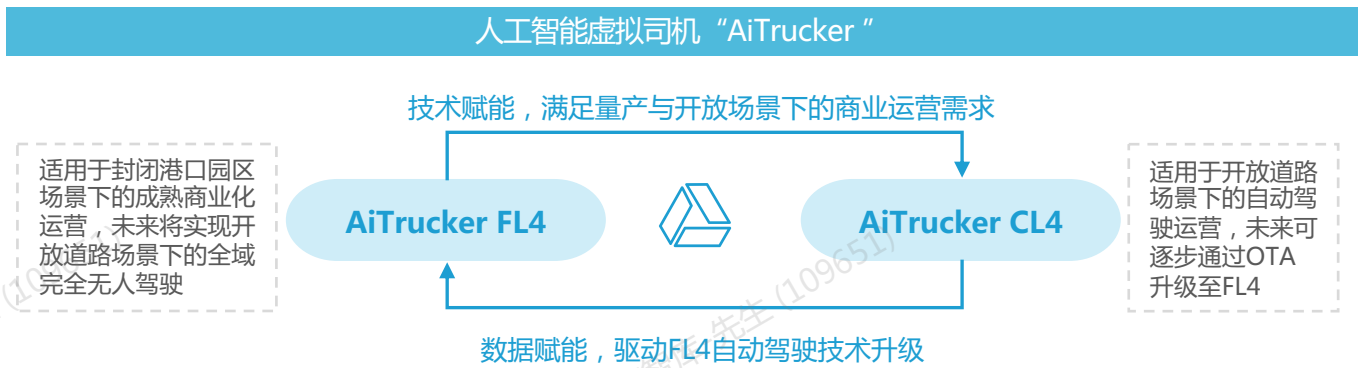 人工智能虚拟司机“AiTrucker ”
技术赋能，满足量产与开放场景下的商业运营需求
适用于封闭港口园区
场景下的成熟商业化
运营，未来将实现开
放道路场景下的全域
完全无人驾驶
AiTrucker FL4
AiTrucker CL4
适用于开放道路
场景下的自动驾
驶运营，未来可
逐步通过OTA
升级至FL4
数据赋能，驱动FL4自动驾驶技术升级
(109651)
先生 (109651)